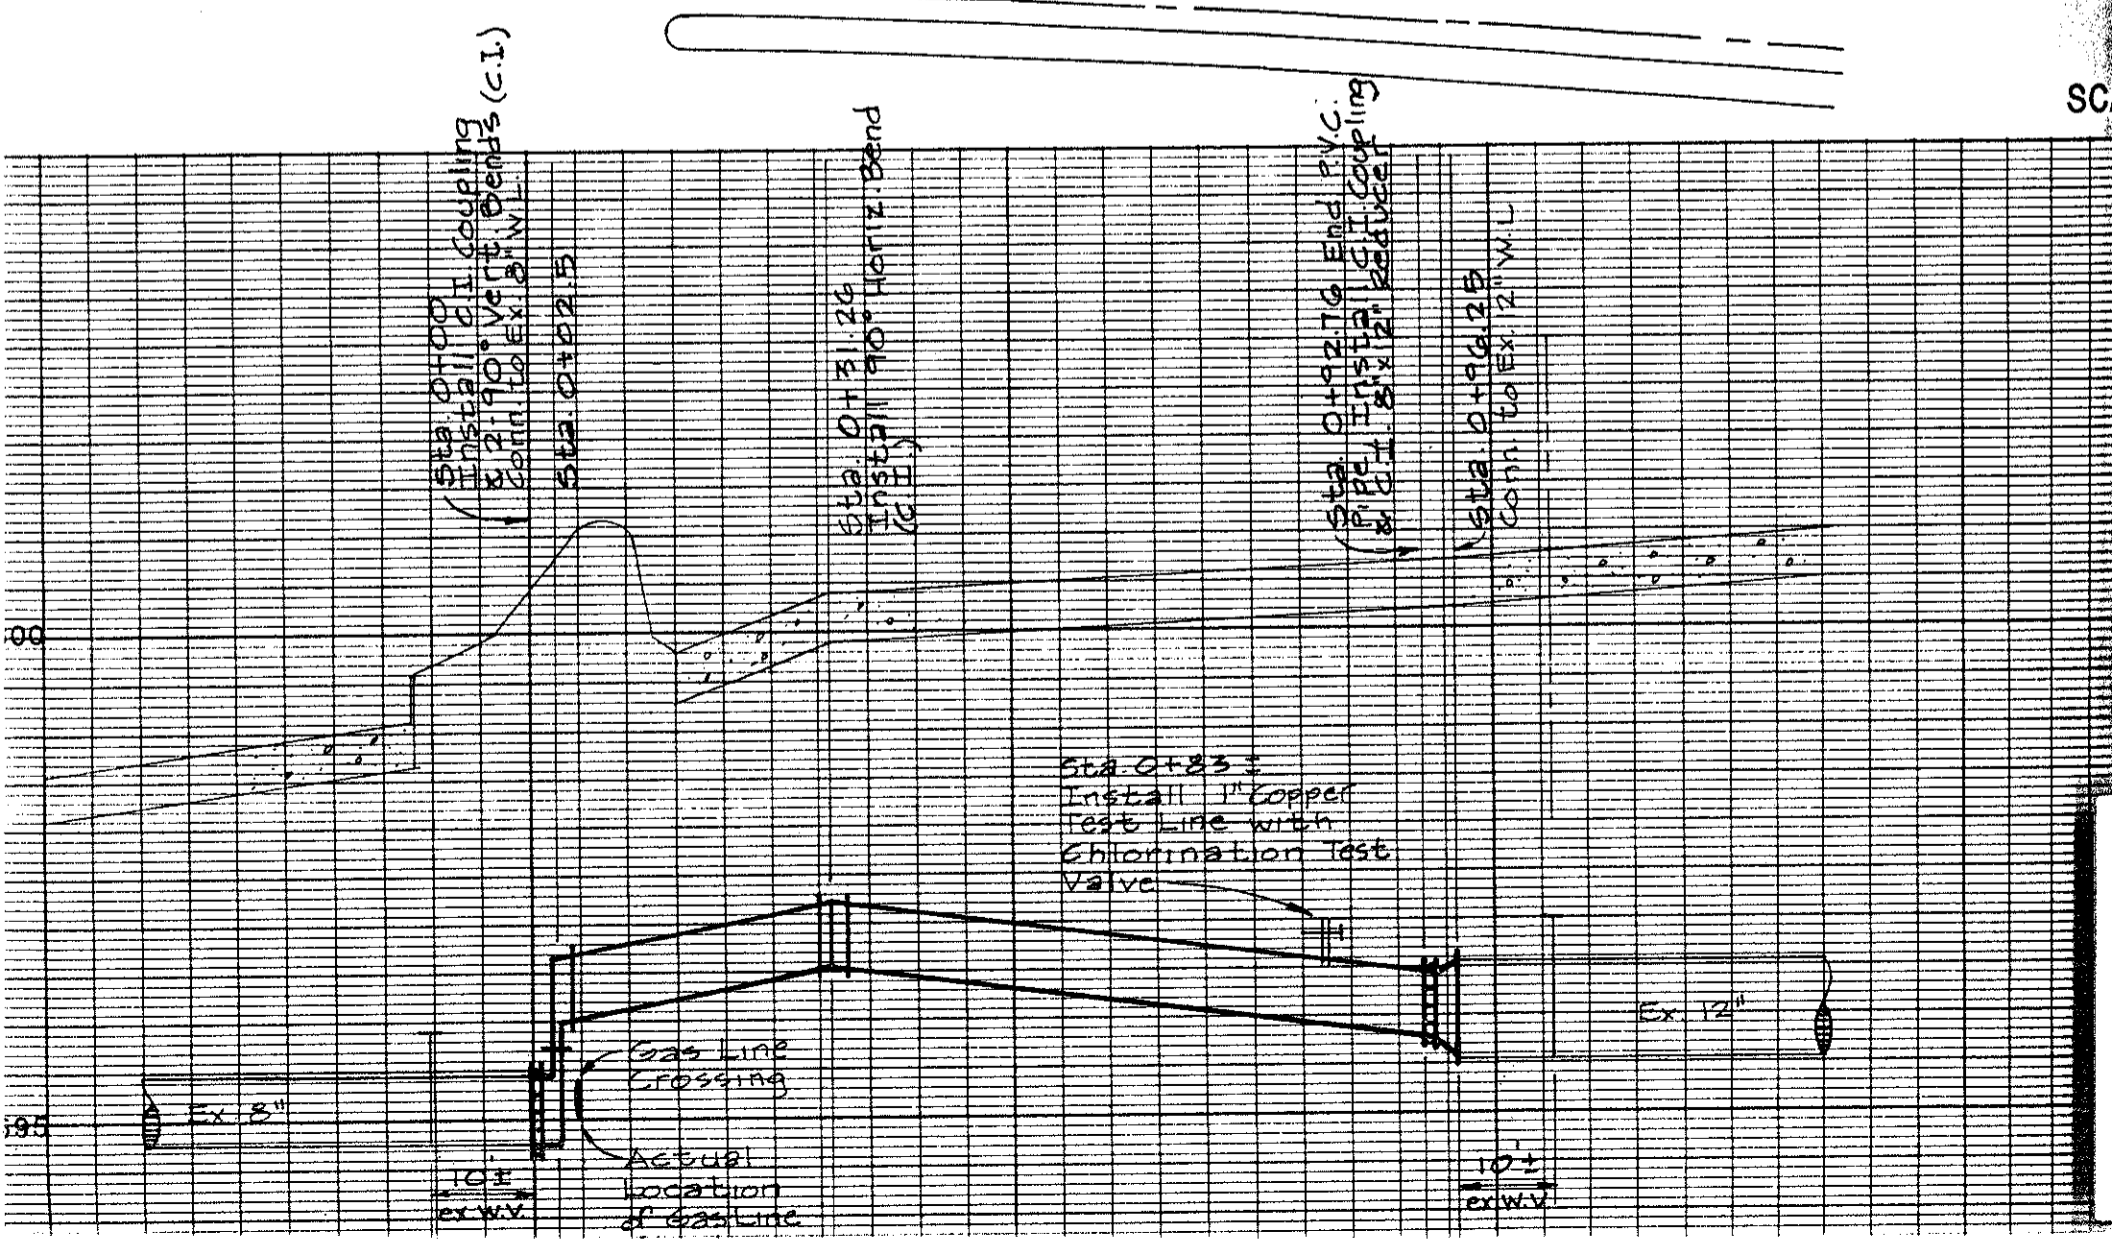 Sta. 0+00
Install C.I. Coupling
& 2-90° Vert. Bends (C.I.)
Conn. to Ex. 8" W.L.
Sta. 0+02.5
Sta. 0+31.26
Install 90° Horiz. Bend
(C.I.)
Sta. 0+92.76 End P.V.C.
Pipe. Install C.I. Coupling
& C.I. 8"x12" Reducer
Sta. 0+96.25
Conn. to Ex. 12" W.L.
Sta. 0+83 ±
Install 1" Copper
Test Line with
Chlorination Test
Valve
Gas Line
Crossing
Actual
Location
of Gas Line
Ex. 8"
Ex. 12"
10'±
ex. W.V.
10'±
ex. W.V.